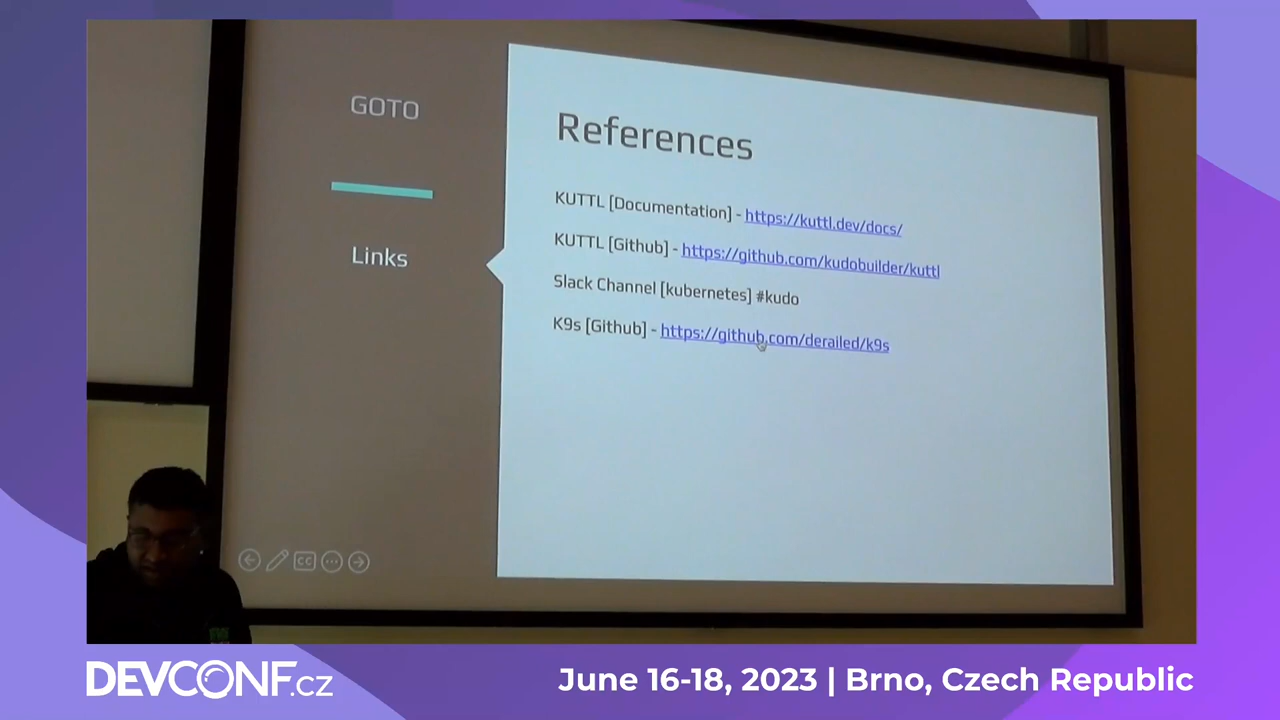 GOTO
Links
References
KUTTL [Documentation] - https://kuttl.dev/docs/
KUTTL [Github] - https://github.com/kudobuilder/kuttl
Slack Channel [kubernetes] #kudo
K9s [Github] - https://github.com/derailed/k9s
CC
DEVCONF.cz
June 16-18, 2023 | Brno, Czech Republic